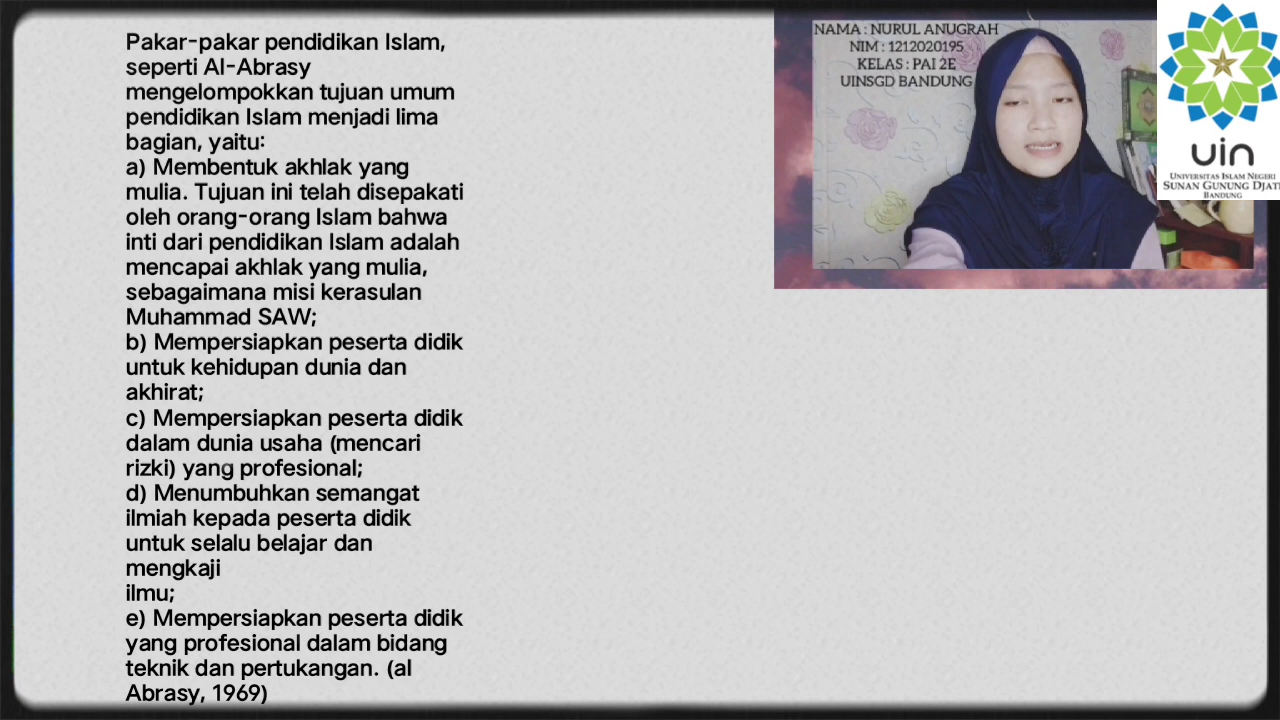 Pakar-pakar pendidikan Islam,
seperti Al-Abrasy
mengelompokkan tujuan umum
pendidikan Islam menjadi lima
bagian, yaitu:
a) Membentuk akhlak yang
mulia. Tujuan ini telah disepakati
oleh orang-orang Islam bahwa
inti dari pendidikan Islam adalah
mencapai akhlak yang mulia,
sebagaimana misi kerasulan
Muhammad SAW;
b) Mempersiapkan peserta didik
untuk kehidupan dunia dan
akhirat;
c) Mempersiapkan peserta didik
dalam dunia usaha (mencari
rizki) yang profesional;
d) Menumbuhkan semangat
ilmiah kepada peserta didik
untuk selalu belajar dan
mengkaji
ilmu;
e) Mempersiapkan peserta didik
yang profesional dalam bidang
teknik dan pertukangan. (al
Abrasy, 1969)
NAMA : NURUL ANUGRAH
NIM : 1212020195
KELAS : PAI 2E
UINSGD BANDUNG
uin
UNIVERSITAS ISLAM NEGERI
SUNAN GUNUNG DJATI
BANDUNG